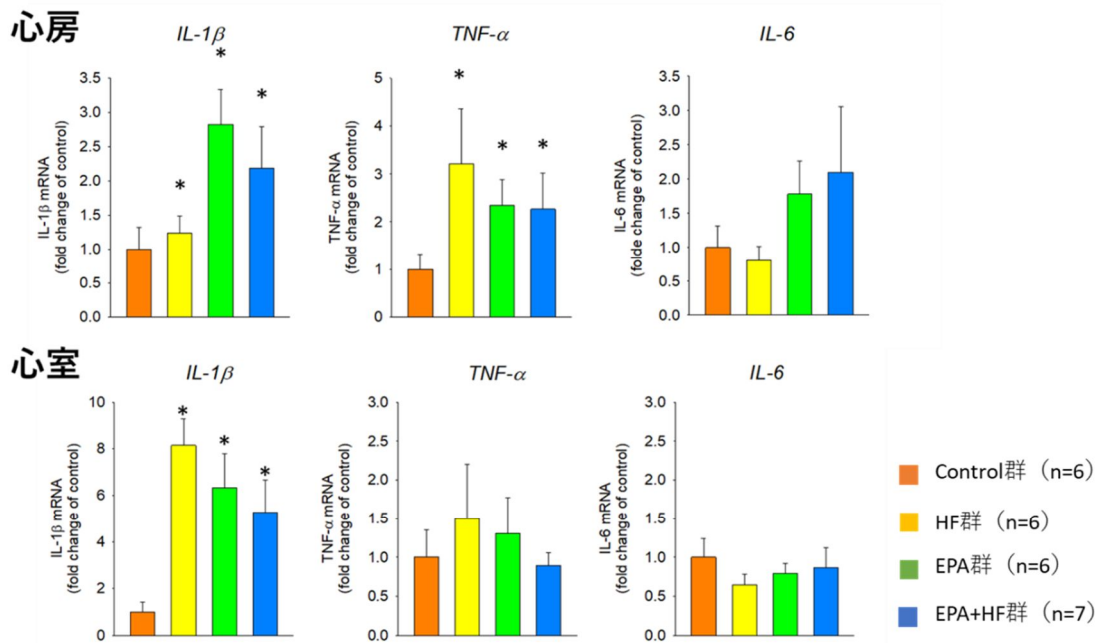 心房
IL-1β
TNF-α
IL-6
*
*
*
*
*
*
IL-1β mRNA
(fold change of control)
3.5
3.0
2.5
2.0
1.5
1.0
0.5
0.0
TNF-α mRNA
(fold change of control)
5
4
3
2
1
0
IL-6 mRNA
(folde change of control)
3.5
3.0
2.5
2.0
1.5
1.0
0.5
0.0
心室
IL-1β
TNF-α
IL-6
*
*
*
IL-1β mRNA
(fold change of control)
10
8
6
4
2
0
TNF-α mRNA
(fold change of control)
3.0
2.5
2.0
1.5
1.0
0.5
0.0
IL-6 mRNA
(fold change of control)
3.0
2.5
2.0
1.5
1.0
0.5
0.0
Control群（n=6）
HF群（n=6）
EPA群（n=6）
EPA+HF群（n=7）